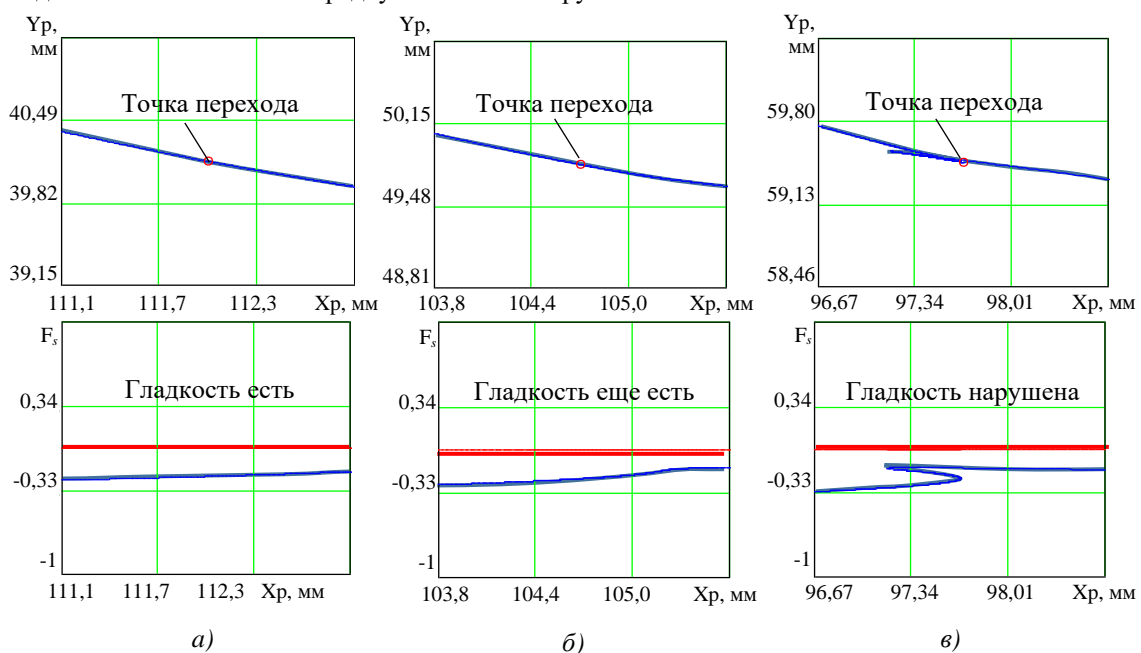 Yp,
мм
40,49
Точка перехода
39,82
39,15
111,1 111,7 112,3 Xp, мм
Yp,
мм
50,15
Точка перехода
49,48
48,81
103,8 104,4 105,0 Xp, мм
Yp,
мм
59,80
Точка перехода
59,13
58,46
96,67 97,34 98,01 Xp, мм
Fs
Гладкость есть
0,34
-0,33
-1
111,1 111,7 112,3 Xp, мм
Fs
Гладкость еще есть
0,34
-0,33
-1
103,8 104,4 105,0 Xp, мм
Fs
Гладкость нарушена
0,34
-0,33
-1
96,67 97,34 98,01 Xp, мм
а) б) в)